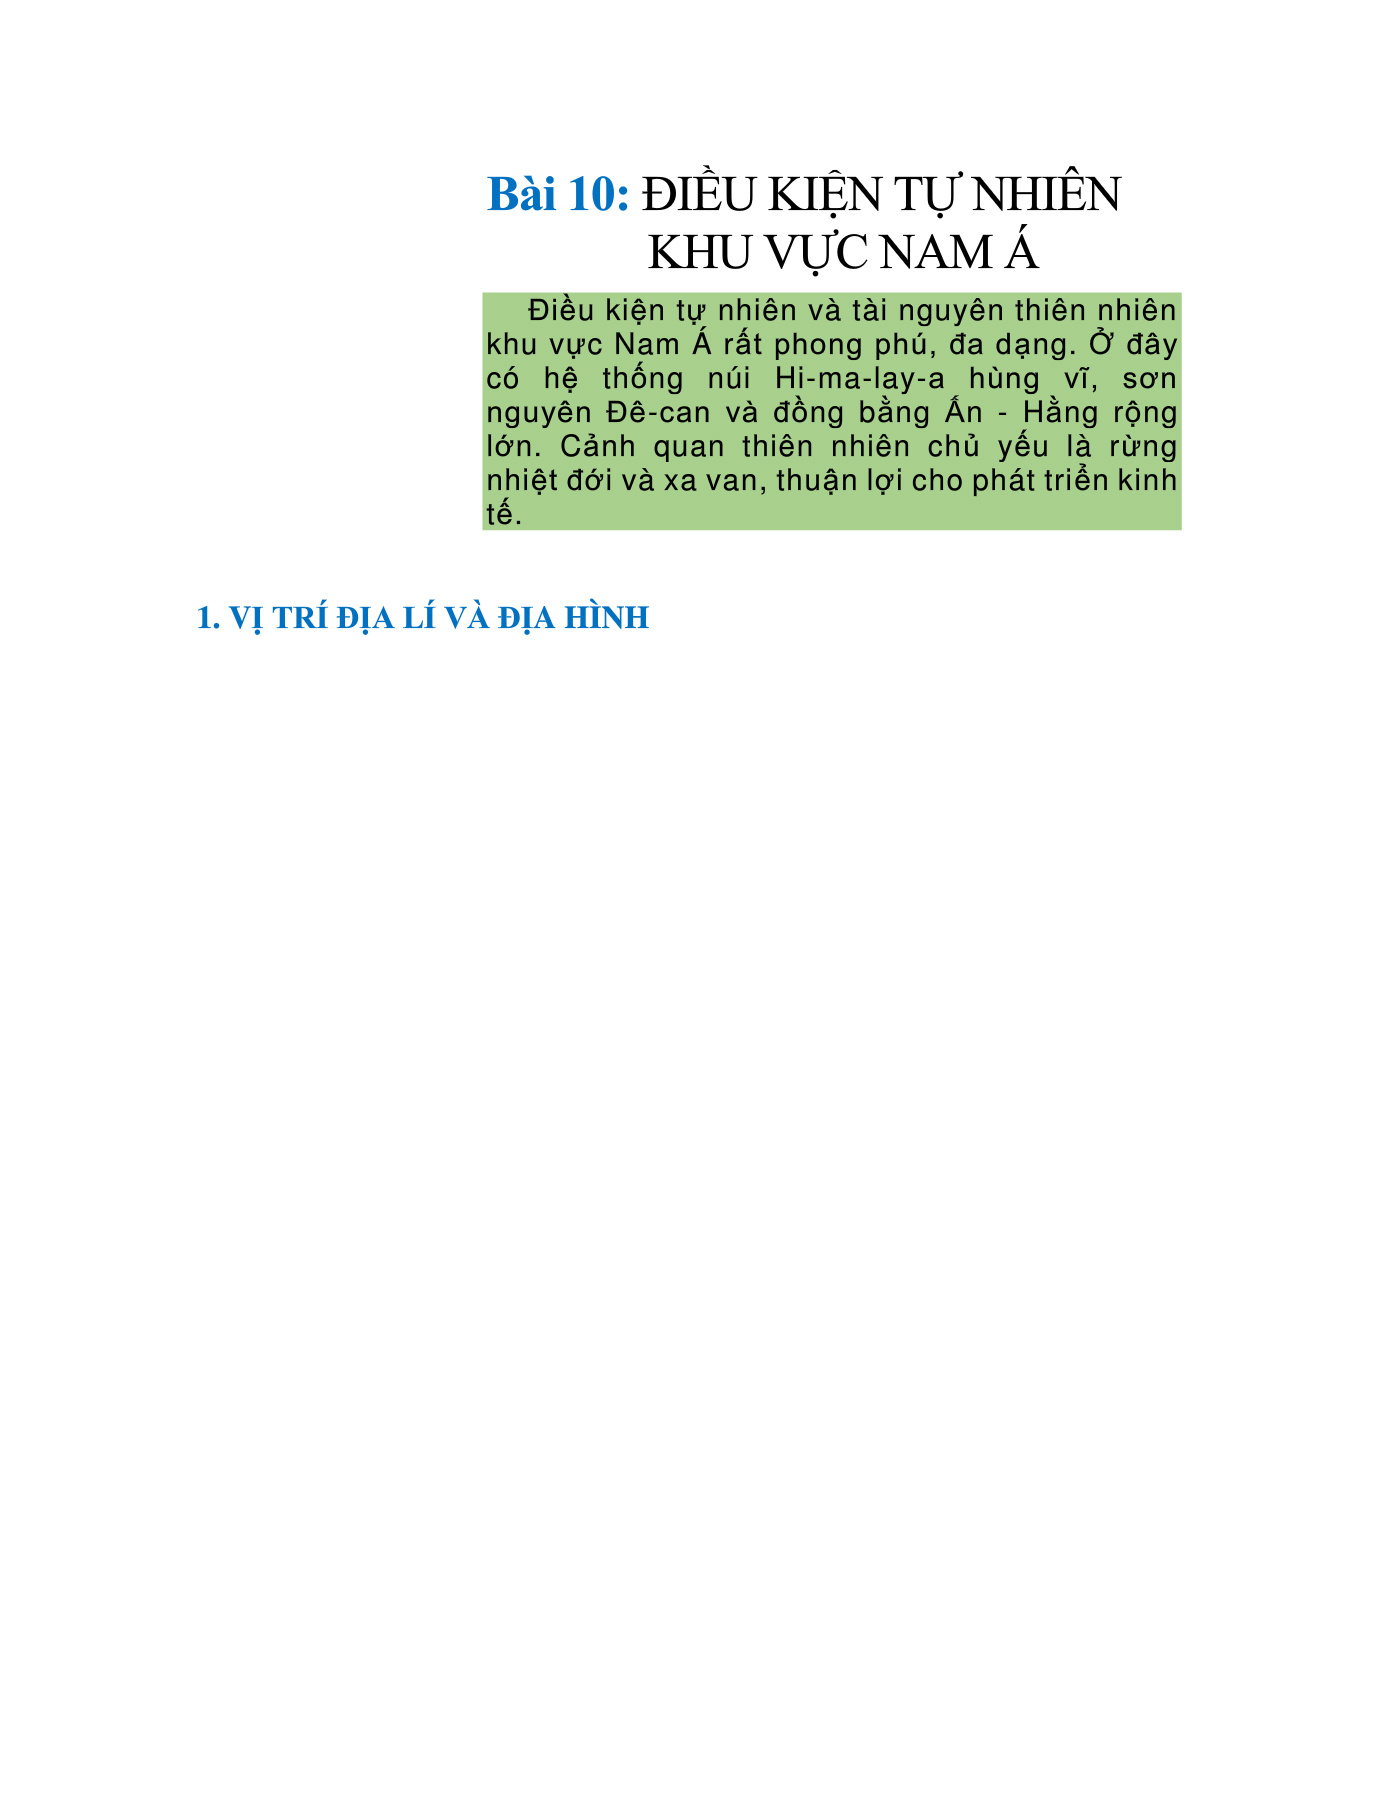 Bài 10: ĐIỀU KIỆN TỰ NHIÊN
KHU VỰC NAM Á
Điều kiện tự nhiên và tài nguyên thiên nhiên
khu vực Nam Á rất phong phú, đa dạng. Ở đây
có hệ thống núi Hi-ma-lay-a hùng vĩ, sơn
nguyên Đê-can và đồng bằng Ấn - Hằng rộng
lớn. Cảnh quan thiên nhiên chủ yếu là rừng
nhiệt đới và xa van, thuận lợi cho phát triển kinh
tế.
1. VỊ TRÍ ĐỊA LÍ VÀ ĐỊA HÌNH